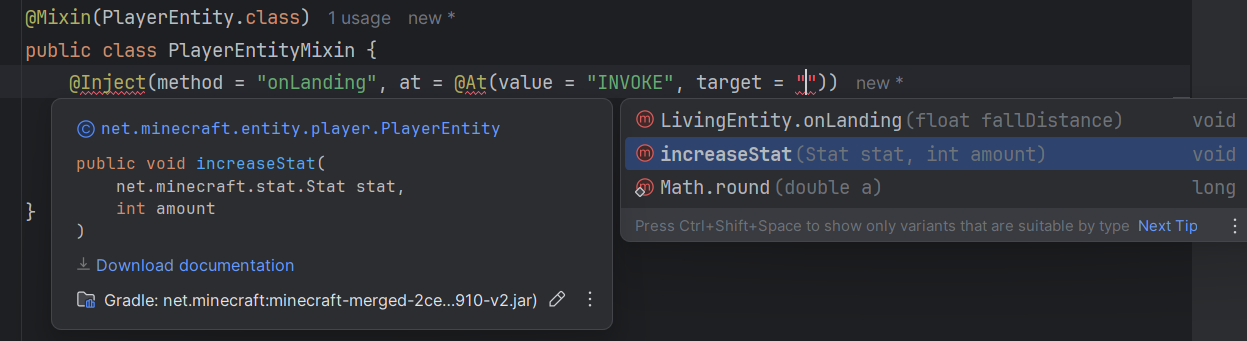 @Mixin(PlayerEntity.class) 1 usage new *
public class PlayerEntityMixin {
@Inject(method = "onLanding", at = @At(value = "INVOKE", target = "")) new *
net.minecraft.entity.player.PlayerEntity
public void increaseStat(
net.minecraft.stat.Stat stat,
int amount
)
Download documentation
Gradle: net.minecraft:minecraft-merged-2ce...910-v2.jar)
LivingEntity.onLanding(float fallDistance) void
increaseStat(Stat stat, int amount) void
Math.round(double a) long
Press Ctrl+Shift+Space to show only variants that are suitable by type Next Tip
}